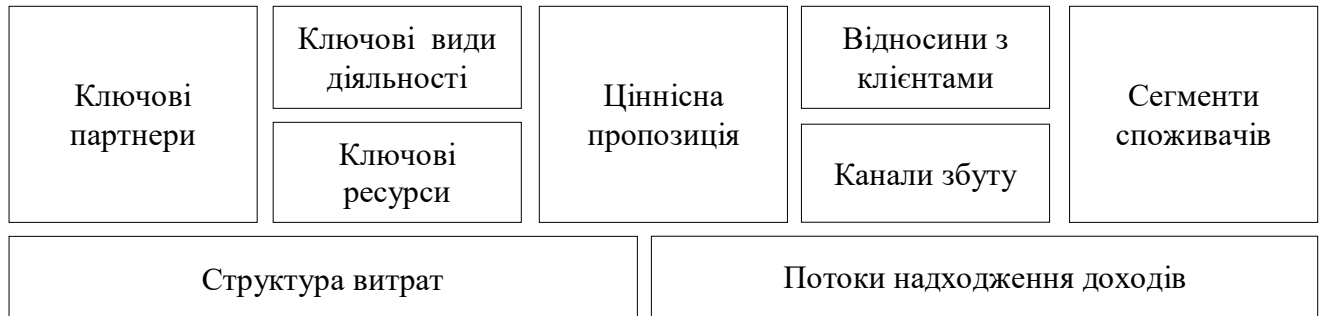 Ключові
партнери
Ключові види
діяльності
Ключові
ресурси
Ціннісна
пропозиція
Відносини з
клієнтами
Канали збуту
Сегменти
споживачів
Структура витрат
Потоки надходження доходів